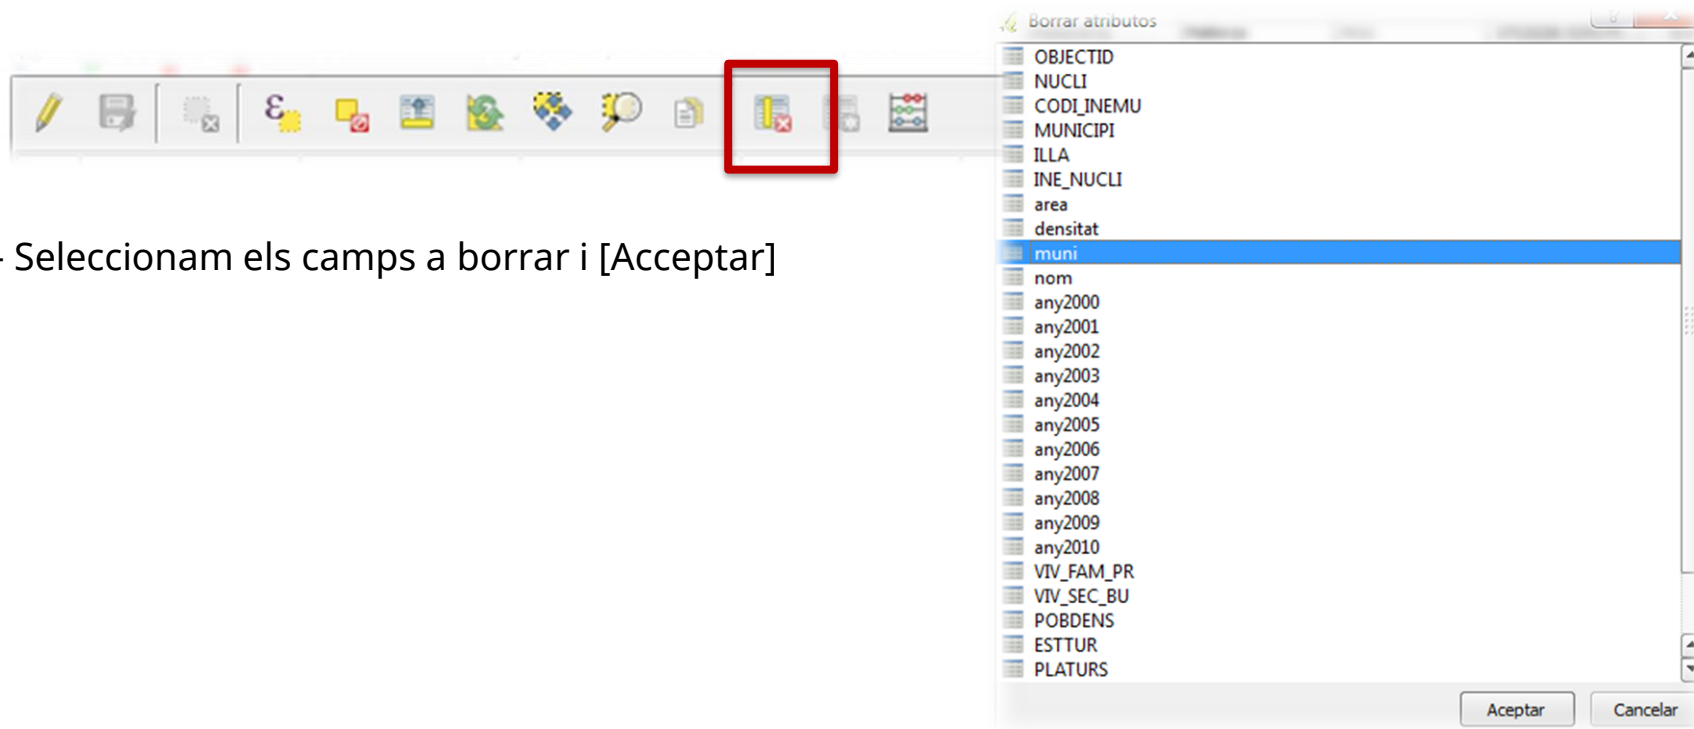 - Seleccionam els camps a borrar i [Acceptar]
Borrar atributos
OBJECTID
NUCLI
CODI_INEMU
MUNICIPI
ILLA
INE_NUCLI
area
densitat
muni
nom
any2000
any2001
any2002
any2003
any2004
any2005
any2006
any2007
any2008
any2009
any2010
VIV_FAM_PR
VIV_SEC_BU
POBDENS
ESTTUR
PLATURS
Aceptar
Cancelar